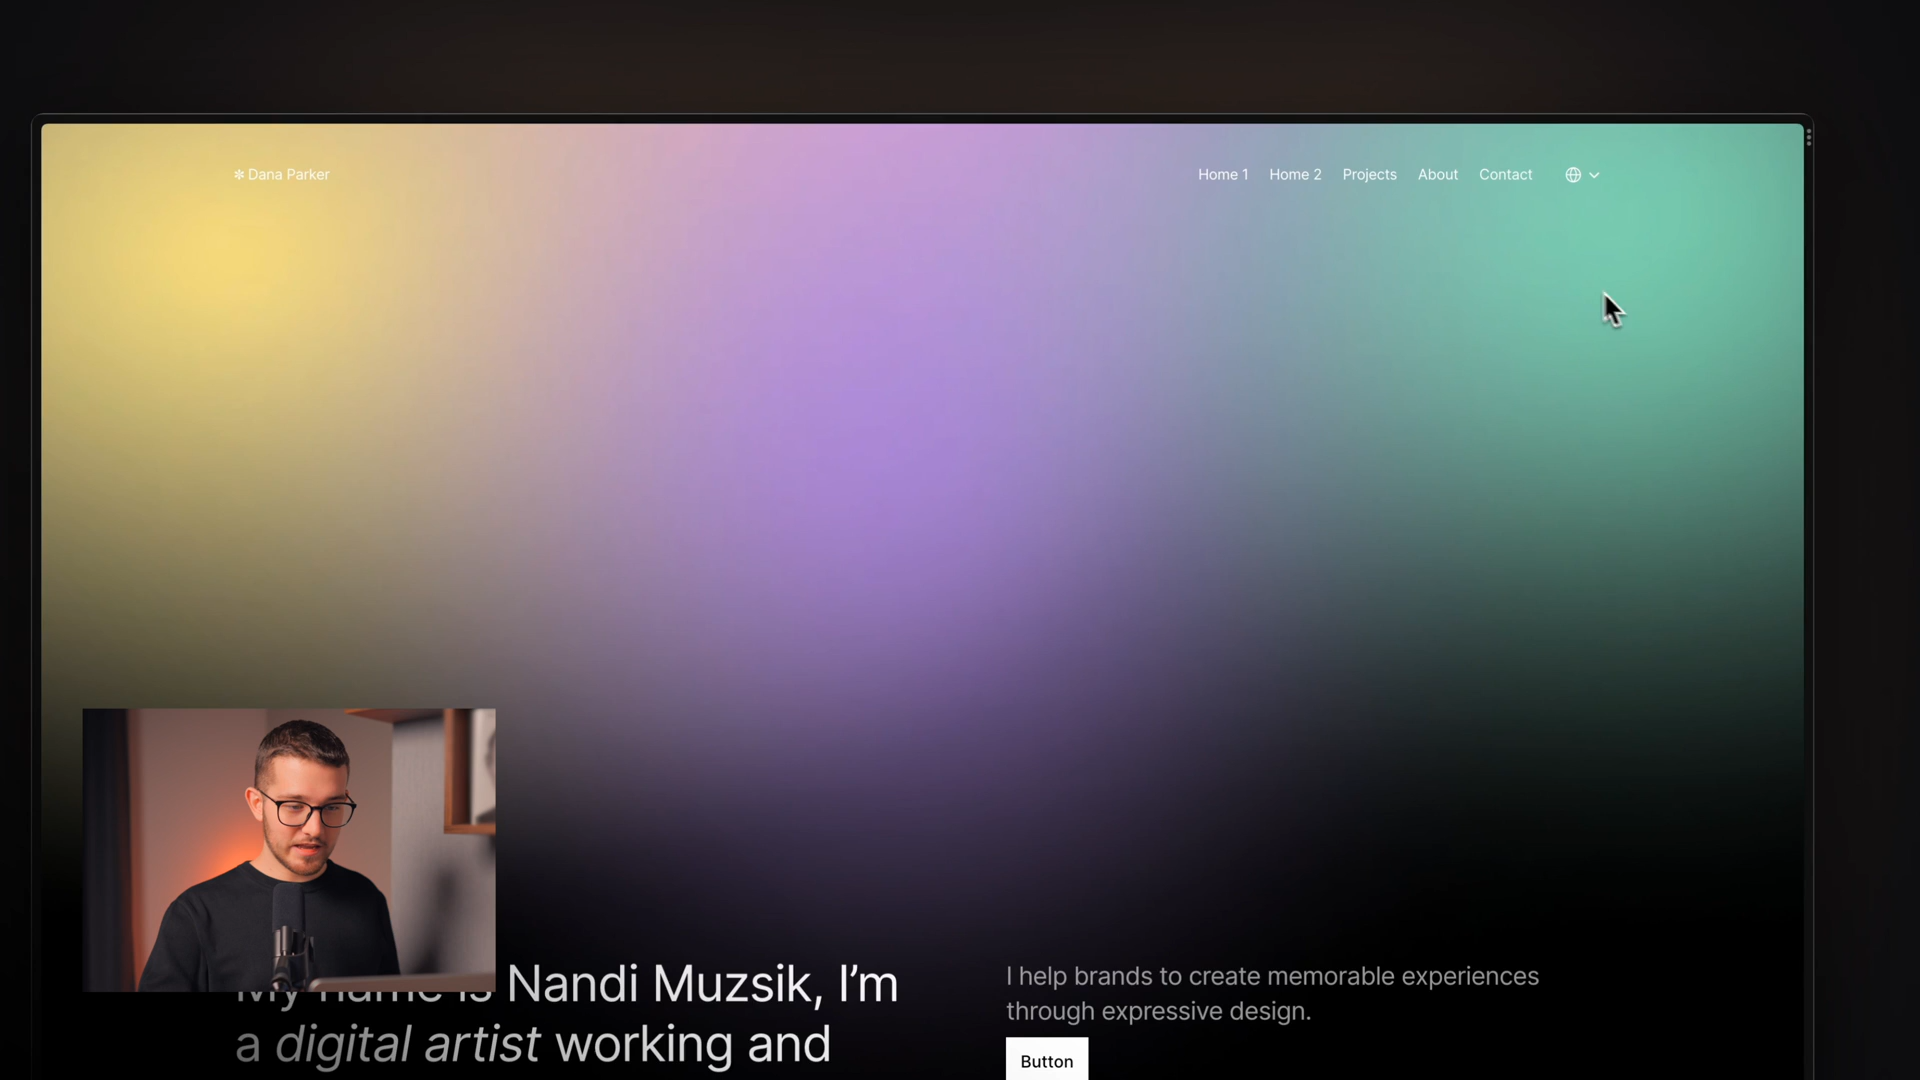 ✼ Dana Parker
Home 1 Home 2 Projects About Contact
My name is Nandi Muzsik, I’m
a digital artist working and
I help brands to create memorable experiences
through expressive design.
Button